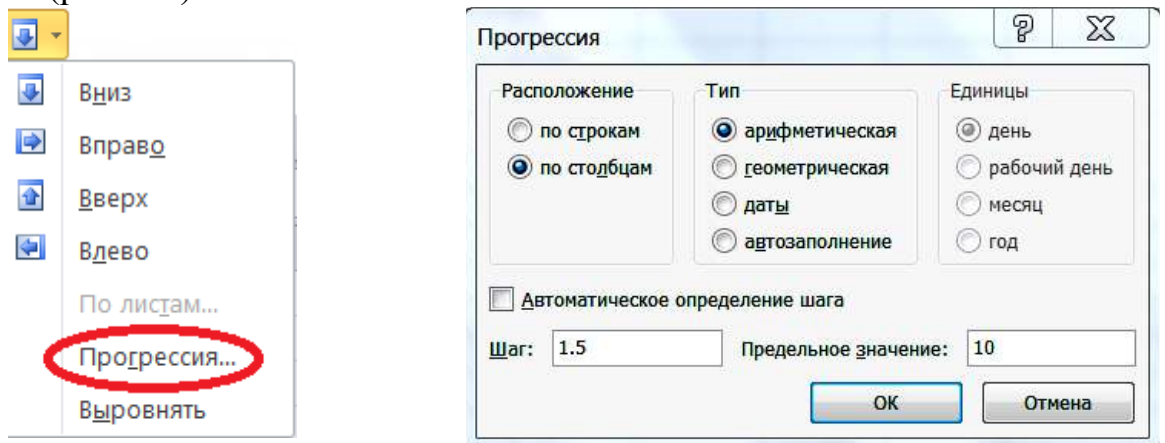 Вниз
Вправо
Вверх
Влево
По листам...
Прогрессия...
Выровнять
Прогрессия
Расположение
по строкам
по столбцам
Тип
арифметическая
геометрическая
даты
автозаполнение
Единицы
день
рабочий день
месяц
год
Автоматическое определение шага
Шаг: 1.5 Предельное значение: 10
ОК Отмена